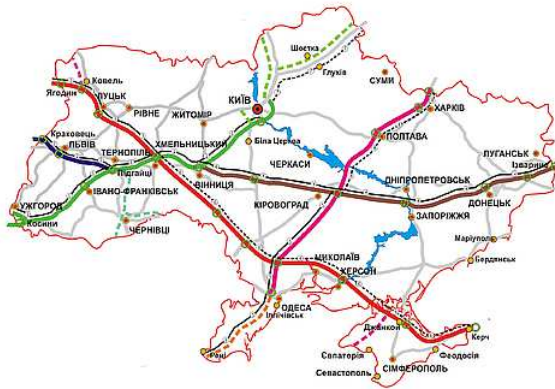 Шостка
Глухів
СУМИ
Ковель
Ягодин
ЛУЦЬК
РІВНЕ
ЖИТОМІР
КИЇВ
ХАРКІВ
ПОЛТАВА
Краковець
ЛЬВІВ
ТЕРНОПІЛЬ
ХМЕЛЬНИЦЬКИЙ
Біла Церква
Підгайці
ЧЕРКАСИ
ЛУГАНСЬК
Ізварине
ІВАНО-ФРАНКІВСЬК
ВІННИЦЯ
ДНІПРОПЕТРОВСЬК
ДОНЕЦЬК
УЖГОРОД
Косини
КІРОВОГРАД
ЗАПОРІЖЖЯ
ЧЕРНІВЦІ
Маріуполь
МИКОЛАЇВ
Бердянськ
ХЕРСОН
ОДЕСА
Іллічівськ
Рені
Джанкой
Керч
Євпаторія
Феодосія
СІМФЕРОПОЛЬ
Севастополь